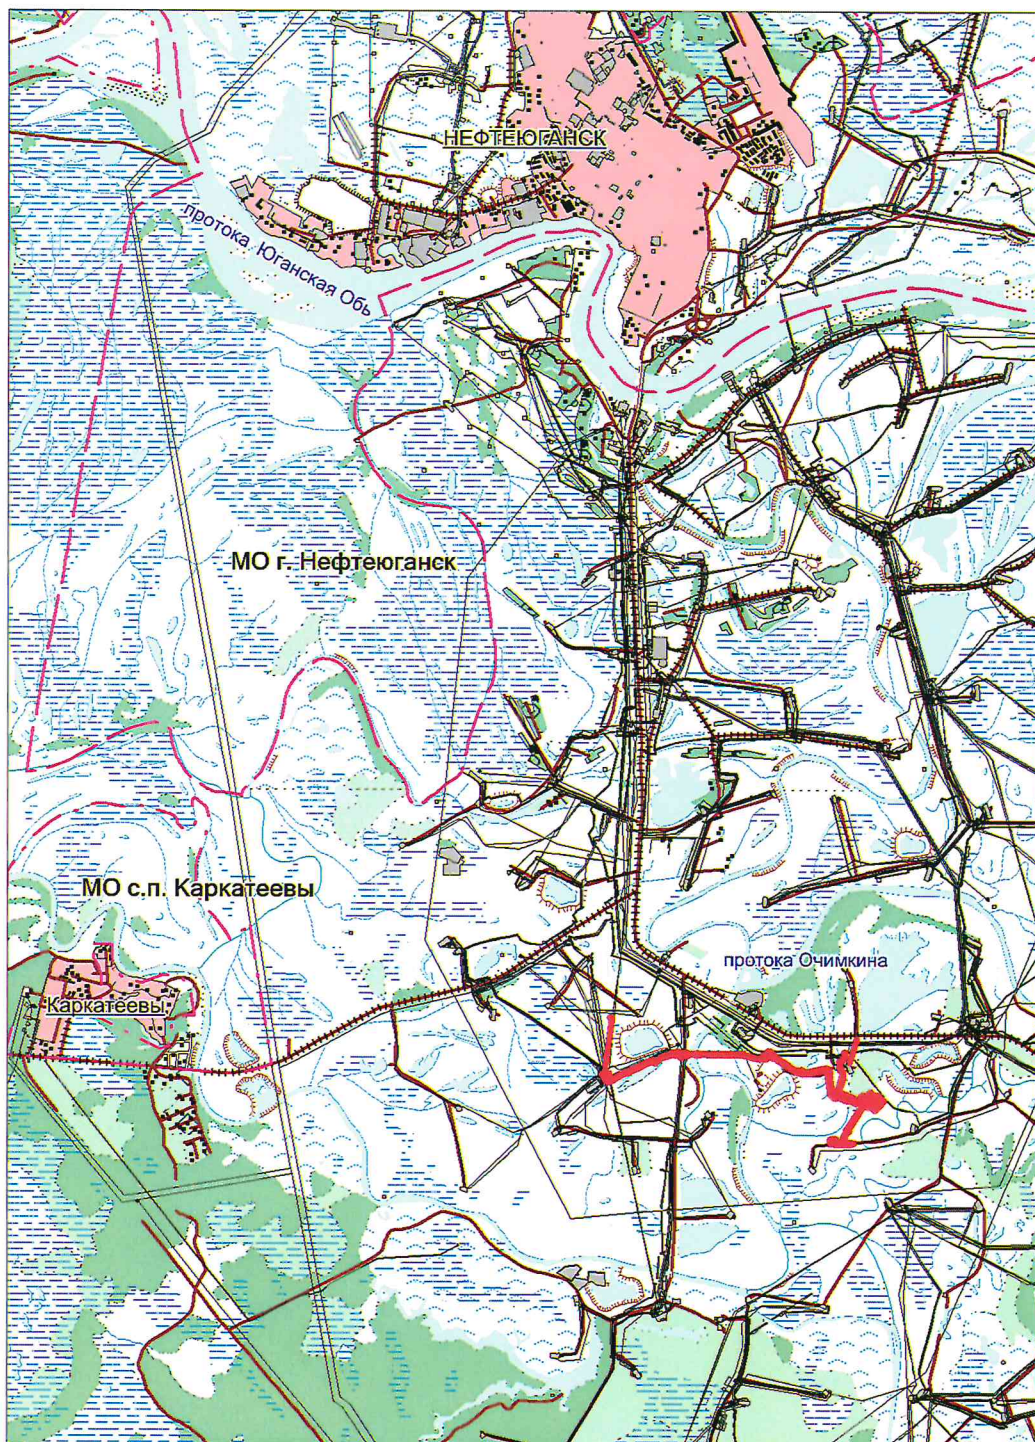 НЕФТЕЮГАНСК
протока Юганская Обь
МО г. Нефтеюганск
МО с.п. Каркатеевы
протока Очимкина
Каркатеевы